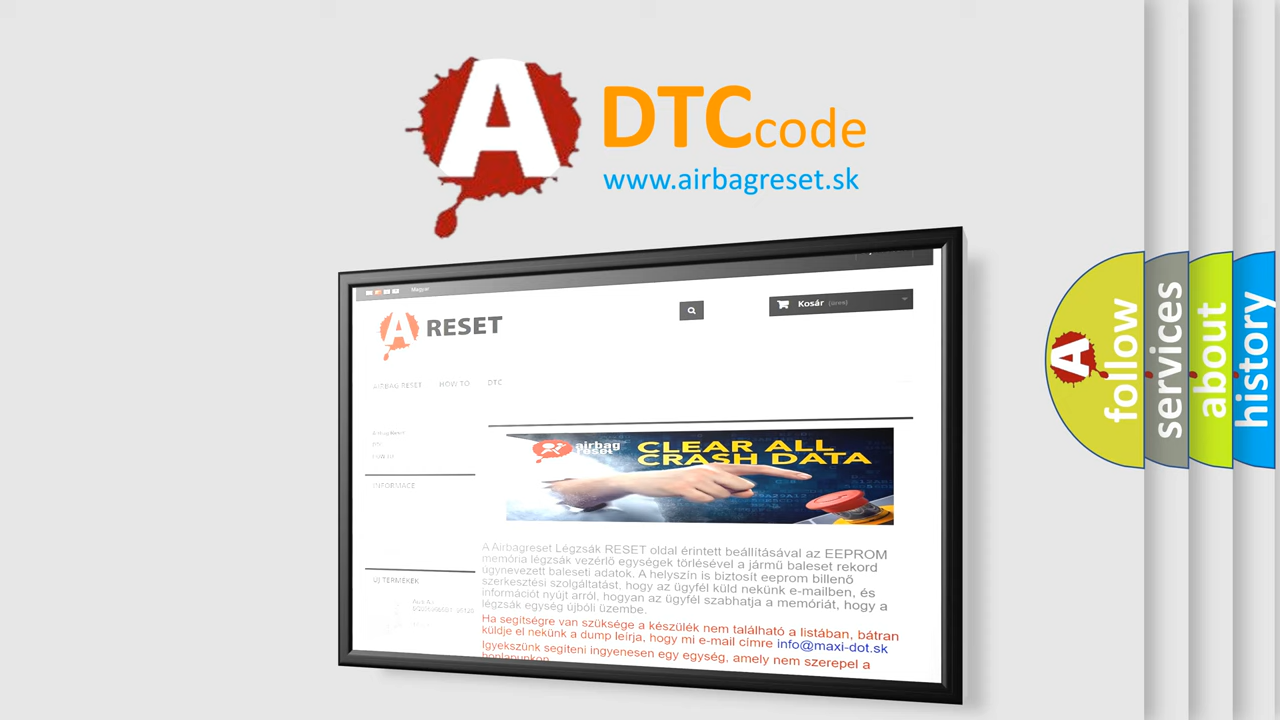 A
DTCcode
www.airbagreset.sk
Magyar
A RESET
Kosár (üres)
AIRBAG RESET HOW TO DTC
INFORMACE
airbag
reset
CLEAR ALL
CRASH DATA
A Airbagreset Légzsák RESET oldal érintett beállításával az EEPROM
memória légzsák vezérlő egységek törlésével a jármű baleset rekord
úgynevezett baleseti adatok. A helyszín is biztosít eeprom billenő
szerkesztési szolgáltatást, hogy az ügyfél küld nekünk e-mailben, és
információt nyújt arról, hogyan az ügyfél szabhatja a memóriát, hogy a
légzsák egység újbóli üzembe.
Ha segítségre van szüksége a készülék nem található a listában, bátran
küldje el nekünk a dump leírja, hogy mi e-mail címre info@maxi-dot.sk
Igyekszünk segíteni ingyenesen egy egység, amely nem szerepel a
honlapunkon
ÚJ TERMÉKEK
A
follow
services
about
history